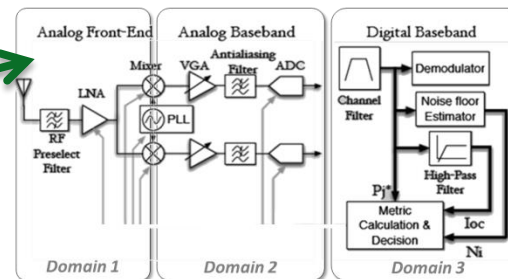 Analog Front-End
Analog Baseband
Digital Baseband
Mixer
VGA
Antialiasing
Filter
ADC
LNA
PLL
RF
Preselect
Filter
Channel
Filter
Demodulator
Noise floor
Estimator
High-Pass
Filter
Pj*
Metric
Calculation &
Decision
Ioc
Ni
Domain 1
Domain 2
Domain 3